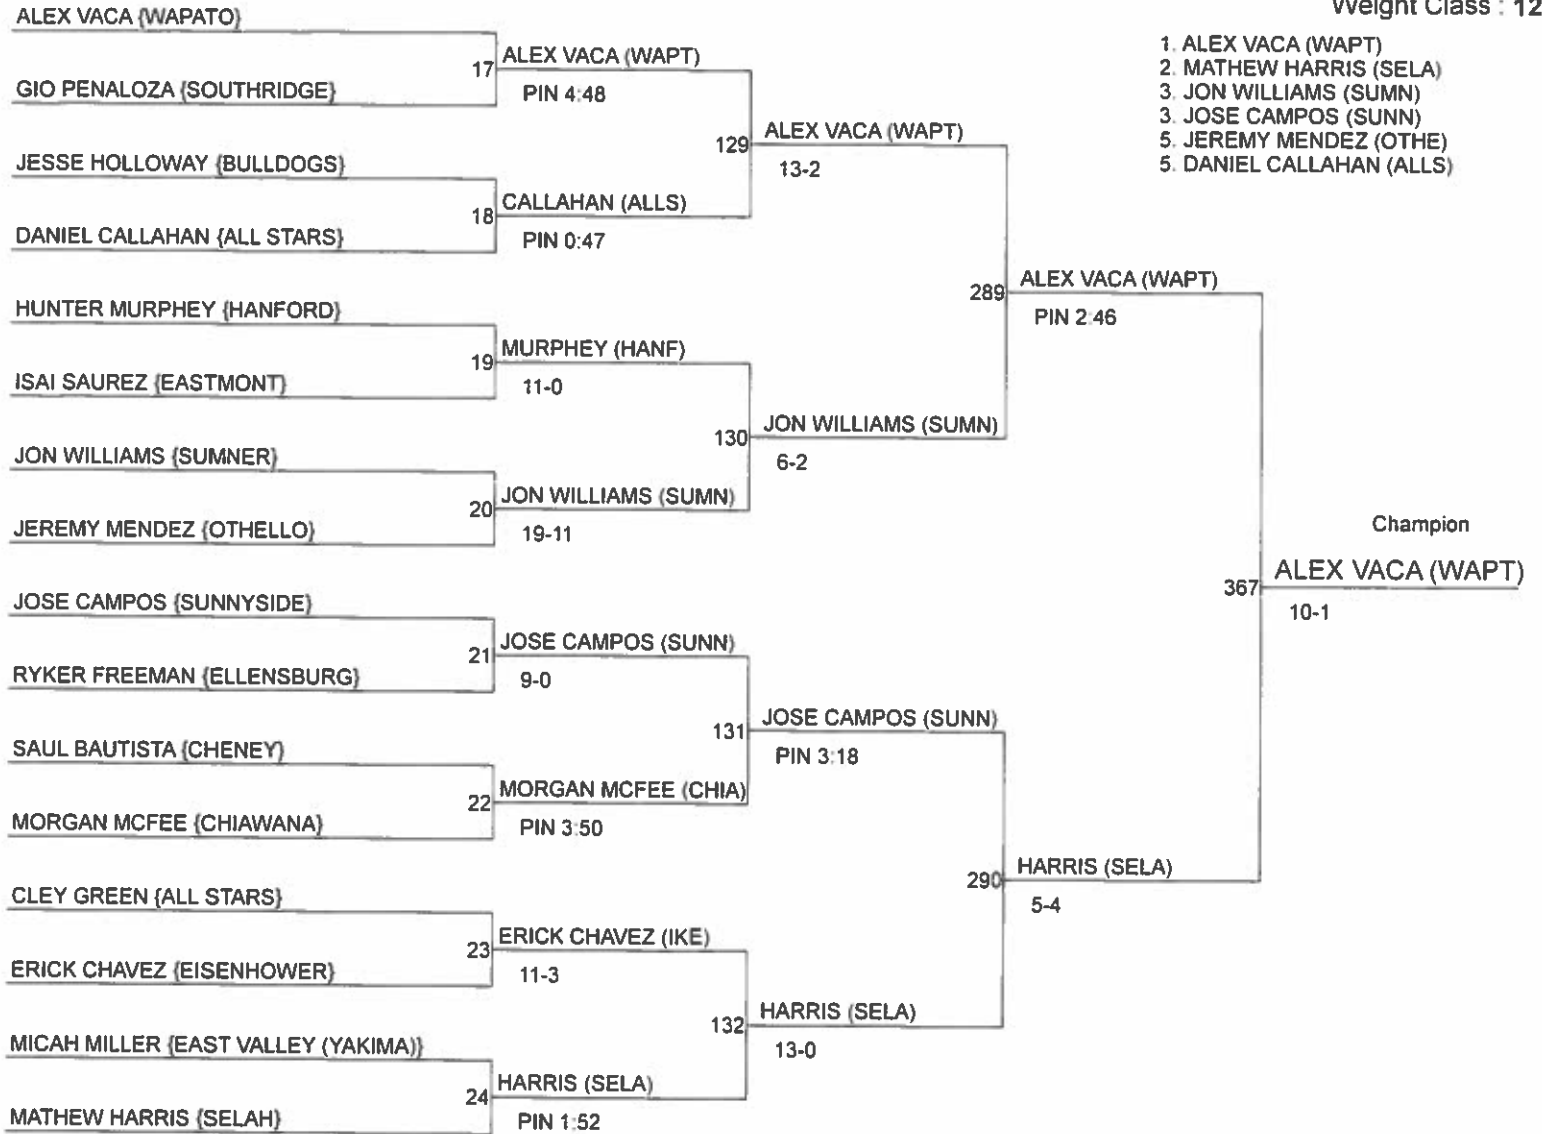 Weight Class : 12
1. ALEX VACA (WAPT)
2. MATHEW HARRIS (SELA)
3. JON WILLIAMS (SUMN)
3. JOSE CAMPOS (SUNN)
5. JEREMY MENDEZ (OTHE)
5. DANIEL CALLAHAN (ALLS)
ALEX VACA {WAPATO}
GIO PENALOZA {SOUTHRIDGE}
JESSE HOLLOWAY {BULLDOGS}
DANIEL CALLAHAN {ALL STARS}
HUNTER MURPHEY {HANFORD}
ISAI SAUREZ {EASTMONT}
JON WILLIAMS {SUMNER}
JEREMY MENDEZ {OTHELLO}
JOSE CAMPOS {SUNNYSIDE}
RYKER FREEMAN {ELLENSBURG}
SAUL BAUTISTA {CHENEY}
MORGAN MCFEE {CHIAWANA}
CLEY GREEN {ALL STARS}
ERICK CHAVEZ {EISENHOWER}
MICAH MILLER {EAST VALLEY (YAKIMA)}
MATHEW HARRIS {SELAH}
17 ALEX VACA (WAPT)
PIN 4:48
18 CALLAHAN (ALLS)
PIN 0:47
19 MURPHEY (HANF)
11-0
20 JON WILLIAMS (SUMN)
19-11
21 JOSE CAMPOS (SUNN)
9-0
22 MORGAN MCFEE (CHIA)
PIN 3:50
23 ERICK CHAVEZ (IKE)
11-3
24 HARRIS (SELA)
PIN 1:52
129 ALEX VACA (WAPT)
13-2
130 JON WILLIAMS (SUMN)
6-2
131 JOSE CAMPOS (SUNN)
PIN 3:18
132 HARRIS (SELA)
13-0
289 ALEX VACA (WAPT)
PIN 2:46
290 HARRIS (SELA)
5-4
Champion
367 ALEX VACA (WAPT)
10-1